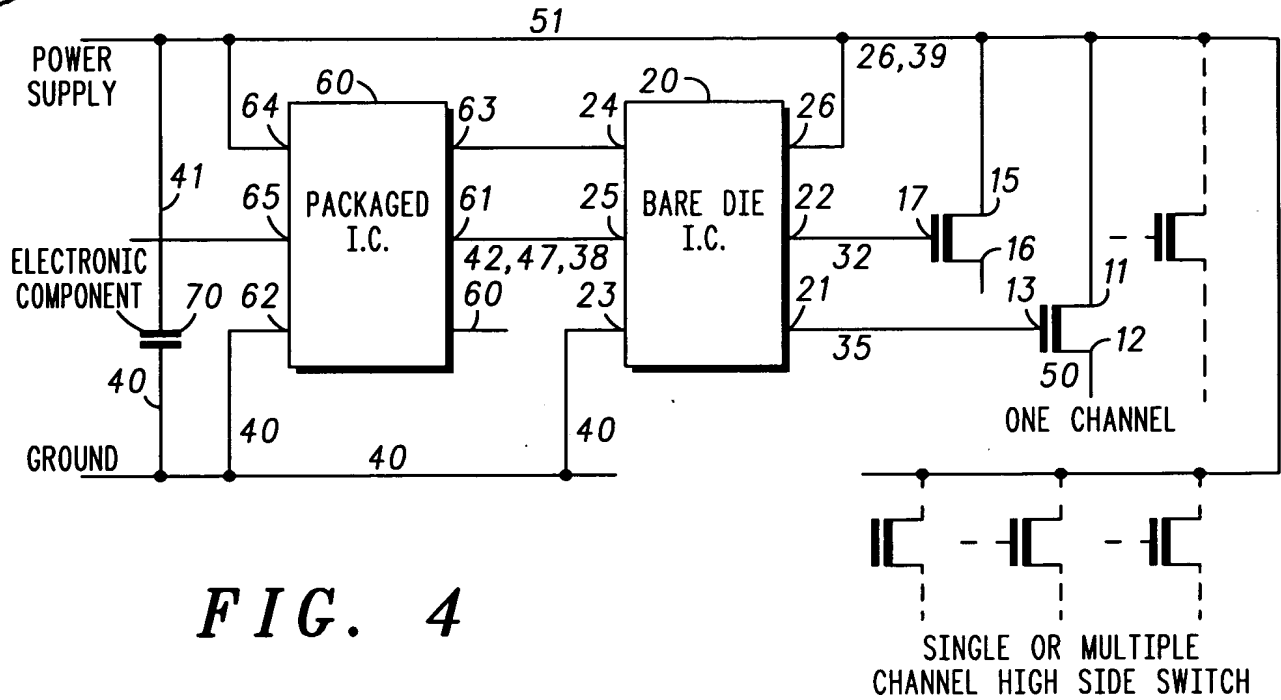 51
POWER
SUPPLY
26,39
60
20
64
63
24
26
41
65
PACKAGED
I.C.
61
25
BARE DIE
I.C.
22
17
15
16
42,47,38
32
ELECTRONIC
COMPONENT
70
62
60
23
21
13
11
35
12
50
40
40
40
40
ONE CHANNEL
GROUND
FIG. 4
SINGLE OR MULTIPLE
CHANNEL HIGH SIDE SWITCH